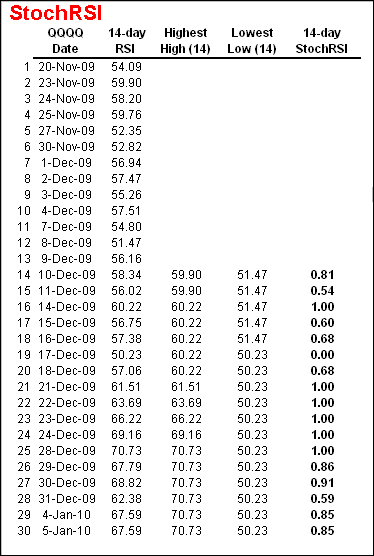 StochRSI
QQQQ 14-day Highest Lowest 14-day
Date RSI High (14) Low (14) StochRSI
1 20-Nov-09 54.09
2 23-Nov-09 59.90
3 24-Nov-09 58.20
4 25-Nov-09 59.76
5 27-Nov-09 52.35
6 30-Nov-09 52.82
7 1-Dec-09 56.94
8 2-Dec-09 57.47
9 3-Dec-09 55.26
10 4-Dec-09 57.51
11 7-Dec-09 54.80
12 8-Dec-09 51.47
13 9-Dec-09 56.16
14 10-Dec-09 58.34 59.90 51.47 0.81
15 11-Dec-09 56.02 59.90 51.47 0.54
16 14-Dec-09 60.22 60.22 51.47 1.00
17 15-Dec-09 56.75 60.22 51.47 0.60
18 16-Dec-09 57.38 60.22 51.47 0.68
19 17-Dec-09 50.23 60.22 50.23 0.00
20 18-Dec-09 57.06 60.22 50.23 0.68
21 21-Dec-09 61.51 61.51 50.23 1.00
22 22-Dec-09 63.69 63.69 50.23 1.00
23 23-Dec-09 66.22 66.22 50.23 1.00
24 24-Dec-09 69.16 69.16 50.23 1.00
25 28-Dec-09 70.73 70.73 50.23 1.00
26 29-Dec-09 67.79 70.73 50.23 0.86
27 30-Dec-09 68.82 70.73 50.23 0.91
28 31-Dec-09 62.38 70.73 50.23 0.59
29 4-Jan-10 67.59 70.73 50.23 0.85
30 5-Jan-10 67.59 70.73 50.23 0.85